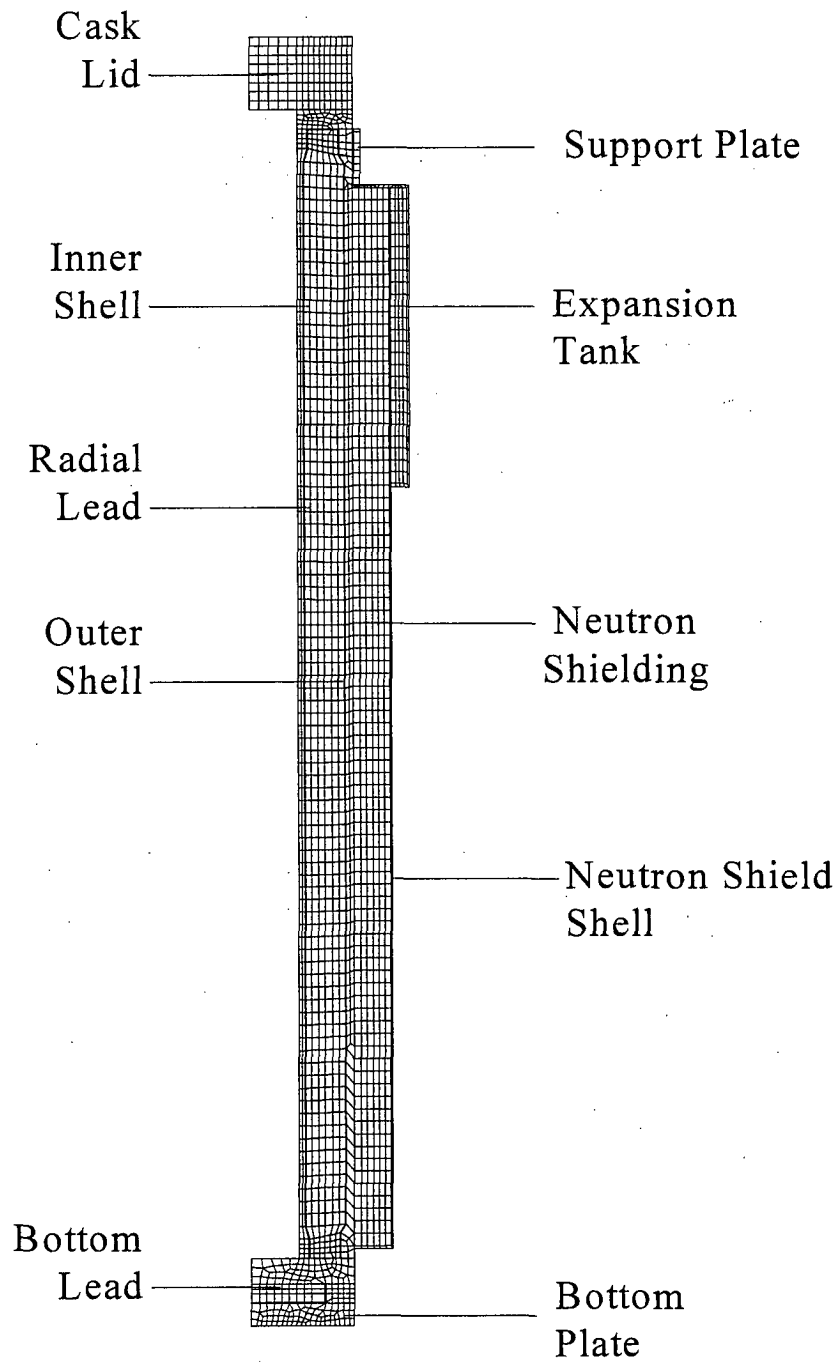 Cask
Lid
Support Plate
Inner
Shell
Expansion
Tank
Radial
Lead
Neutron
Shielding
Outer
Shell
Neutron Shield
Shell
Bottom
Lead
Bottom
Plate